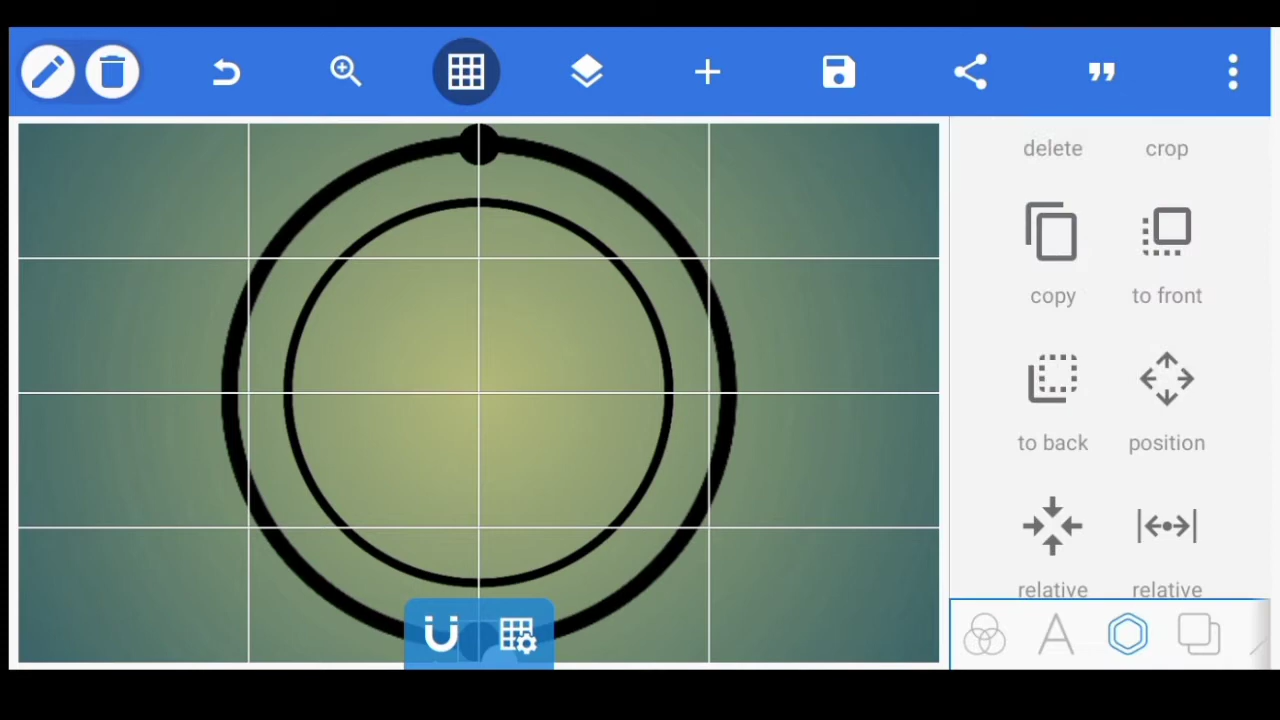 delete crop
copy to front
to back position
relative relative